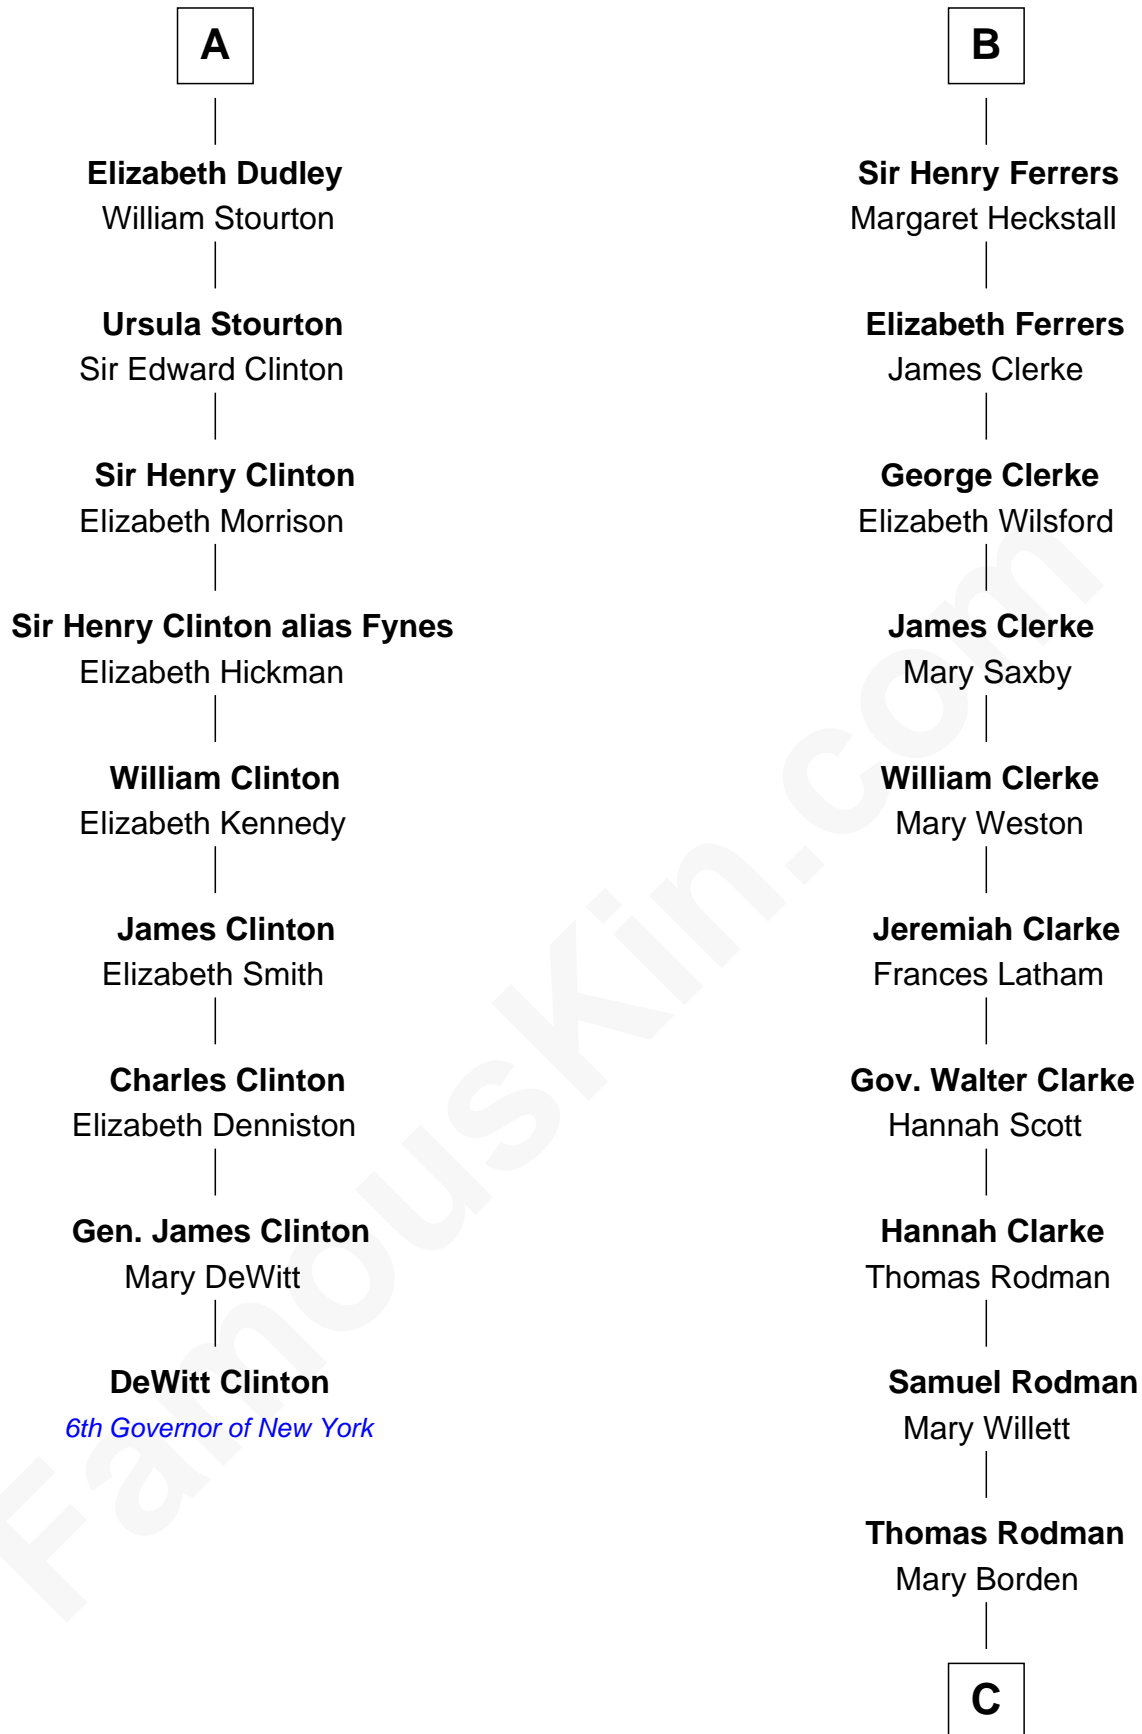 A
Elizabeth Dudley
William Stourton
Ursula Stourton
Sir Edward Clinton
Sir Henry Clinton
Elizabeth Morrison
Sir Henry Clinton alias Fynes
Elizabeth Hickman
William Clinton
Elizabeth Kennedy
James Clinton
Elizabeth Smith
Charles Clinton
Elizabeth Denniston
Gen. James Clinton
Mary DeWitt
DeWitt Clinton
6th Governor of New York
B
Sir Henry Ferrers
Margaret Heckstall
Elizabeth Ferrers
James Clerke
George Clerke
Elizabeth Wilsford
James Clerke
Mary Saxby
William Clerke
Mary Weston
Jeremiah Clarke
Frances Latham
Gov. Walter Clarke
Hannah Scott
Hannah Clarke
Thomas Rodman
Samuel Rodman
Mary Willett
Thomas Rodman
Mary Borden
C
FamousKin.com